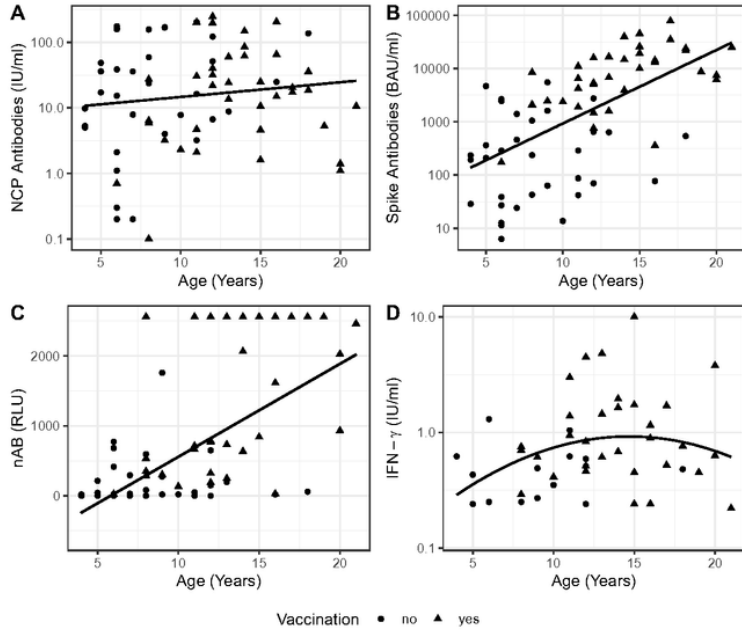 A
NCP Antibodies (IU/ml)
100.0
10.0
1.0
0.1
5 10 15 20
Age (Years)
B
Spike Antibodies (BAU/ml)
100000
10000
1000
100
10
5 10 15 20
Age (Years)
C
nAB (RLU)
2000
1000
0
5 10 15 20
Age (Years)
D
IFN − γ (IU/ml)
10.0
1.0
0.1
5 10 15 20
Age (Years)
Vaccination no yes